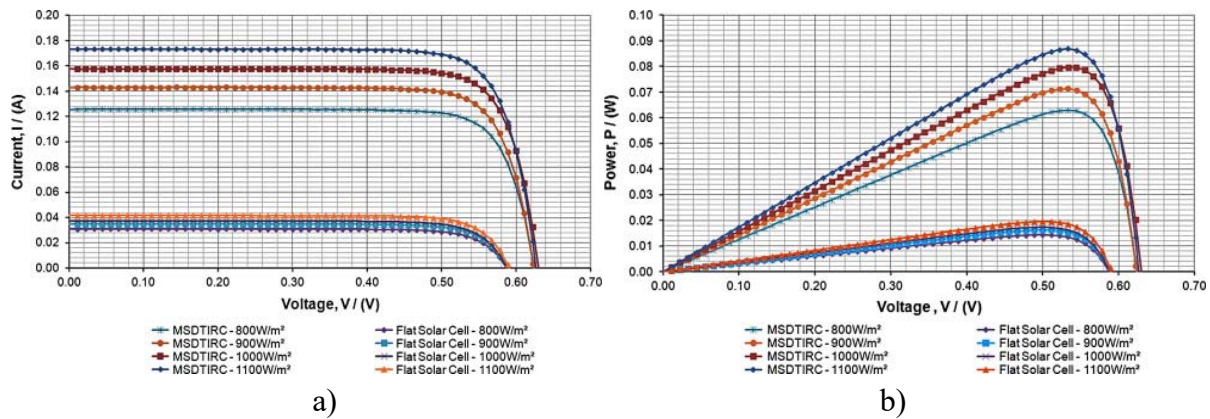 0.20
0.18
0.16
0.14
0.12
0.10
0.08
0.06
0.04
0.02
0.00
Current, I / (A)
0.00 0.10 0.20 0.30 0.40 0.50 0.60 0.70
Voltage, V / (V)
MSDTIRC - 800W/m² Flat Solar Cell - 800W/m²
MSDTIRC - 900W/m² Flat Solar Cell - 900W/m²
MSDTIRC - 1000W/m² Flat Solar Cell - 1000W/m²
MSDTIRC - 1100W/m² Flat Solar Cell - 1100W/m²
a)
0.10
0.09
0.08
0.07
0.06
0.05
0.04
0.03
0.02
0.01
0.00
Power, P / (W)
0.00 0.10 0.20 0.30 0.40 0.50 0.60 0.70
Voltage , V / (V)
MSDTIRC - 800W/m² Flat Solar Cell - 800W/m²
MSDTIRC - 900W/m² Flat Solar Cell - 900W/m²
MSDTIRC - 1000W/m² Flat Solar Cell - 1000W/m²
MSDTIRC - 1100W/m² Flat Solar Cell - 1100W/m²
b)